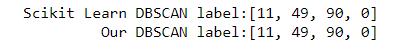 Scikit Learn DBSCAN label:[11, 49, 90, 0]
Our DBSCAN label:[11, 49, 90, 0]